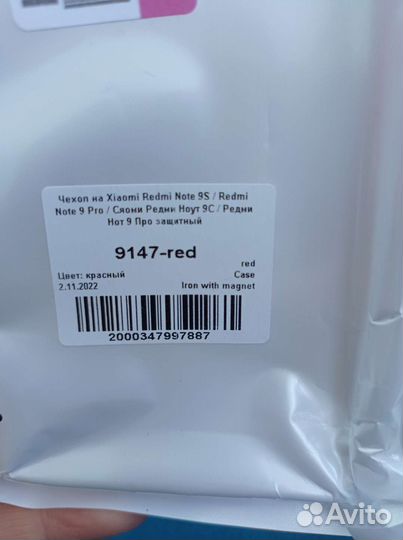 Чехол на Xiaomi Redmi Note 9S / Redmi
Note 9 Pro / Сяоми Редми Ноут 9С / Редми
Нот 9 Про защитный
9147-red
red
Цвет: красный Case
2.11.2022 Iron with magnet
2000347997887
Avito